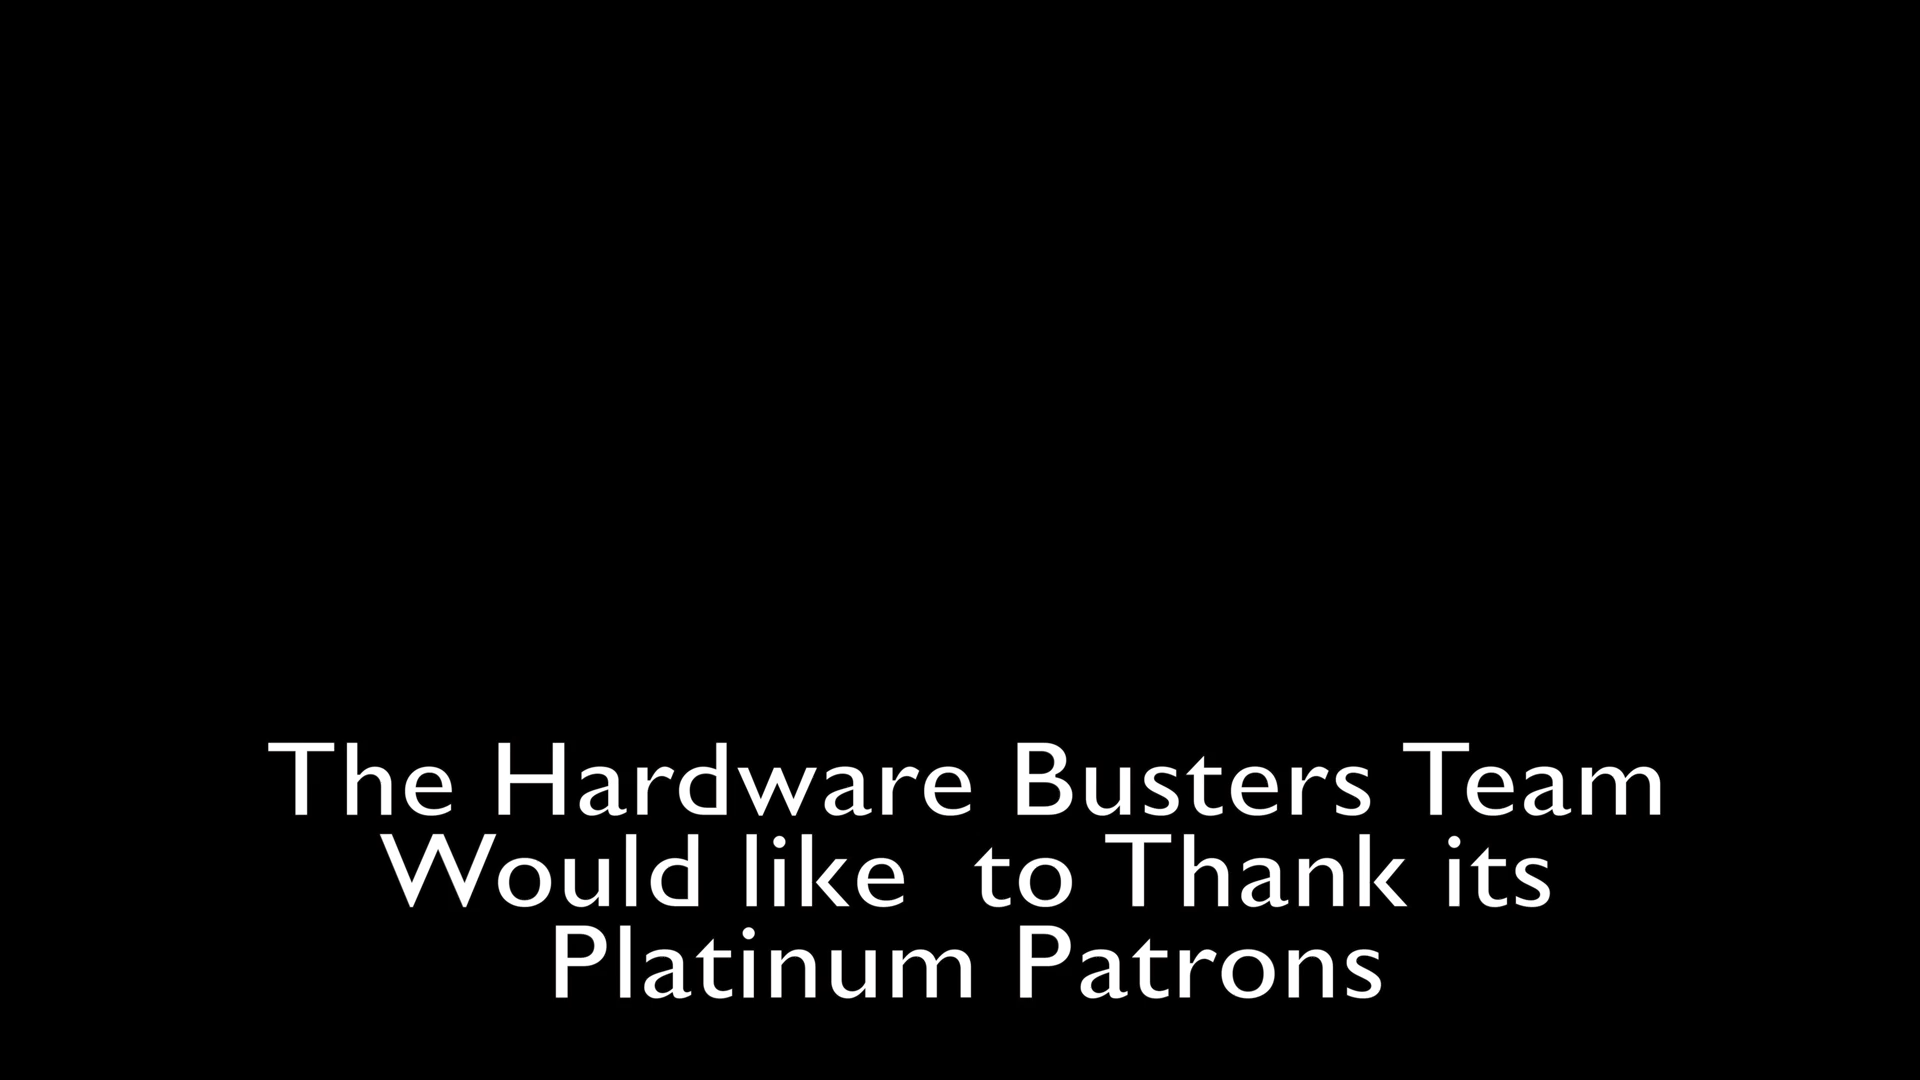 The Hardware Busters Team
Would like  to Thank its
Platinum Patrons